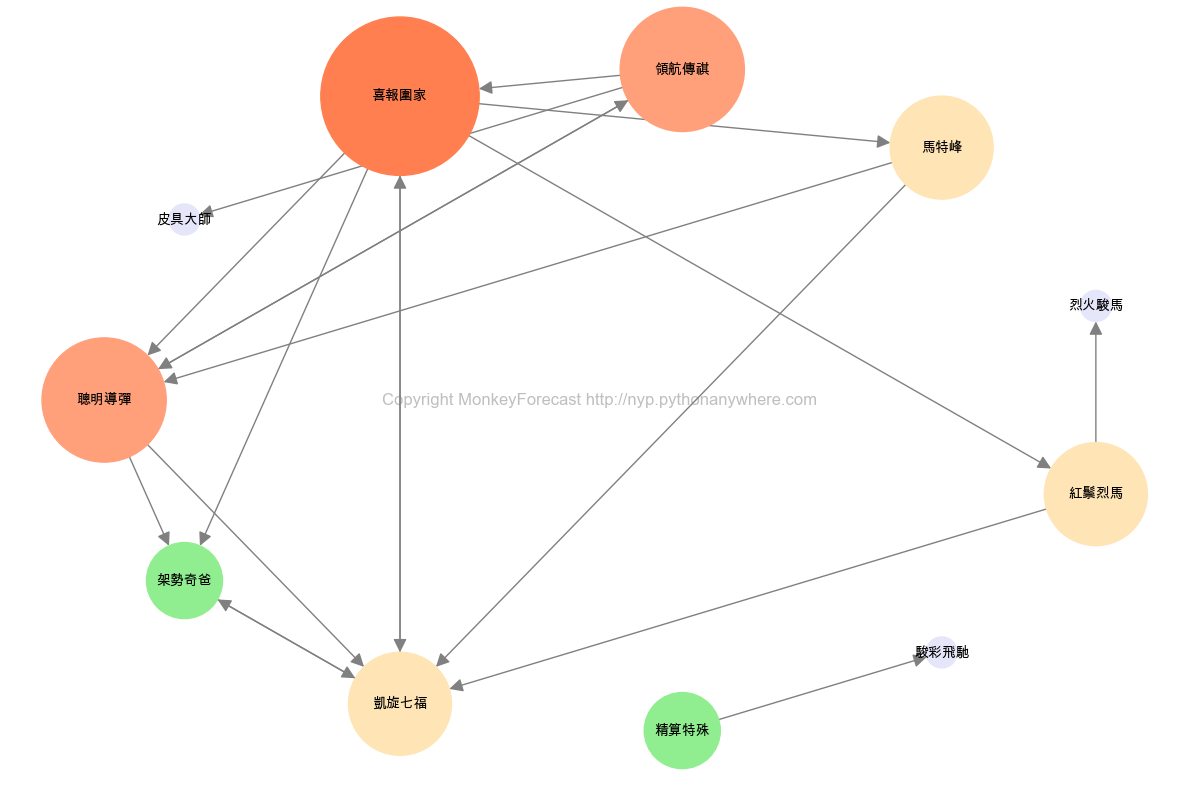 領航傳祺
喜報圍家
馬特峰
皮具大師
烈火駿馬
聰明導彈
Copyright MonkeyForecast http://nyp.pythonanywhere.com
紅鬃烈馬
架勢奇爸
駿彩飛馳
凱旋七福
精算特殊